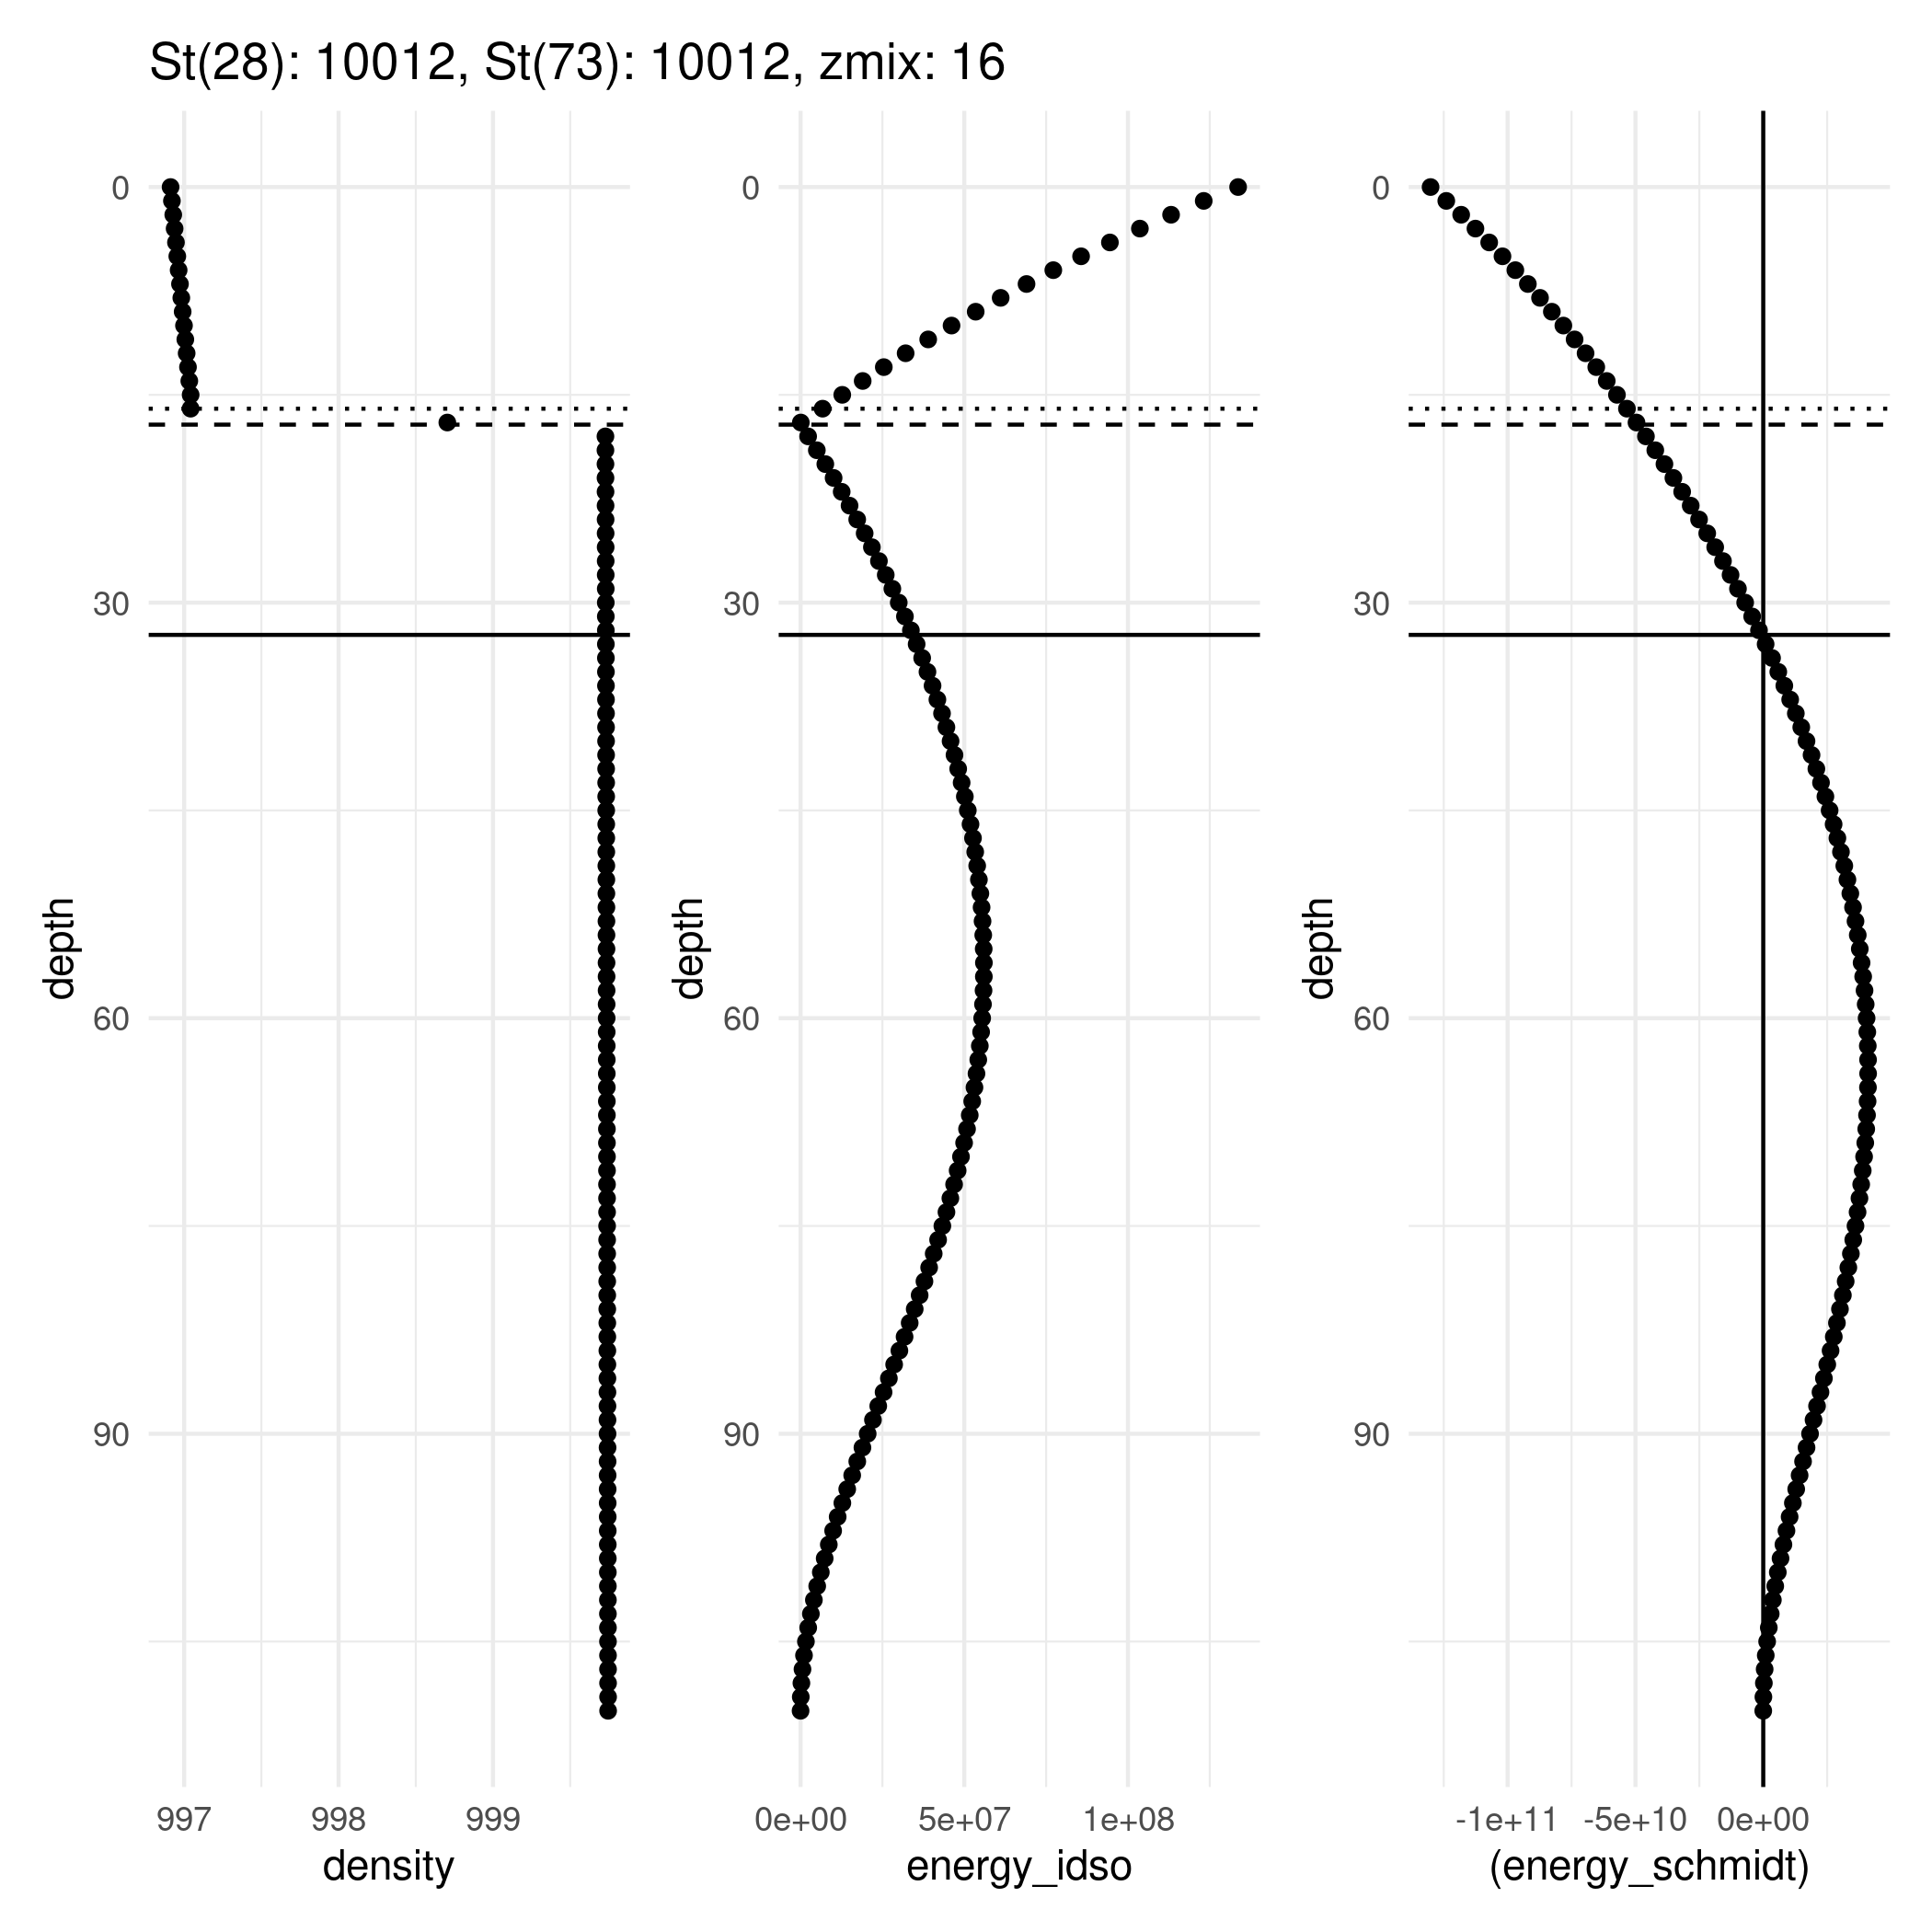 St(28): 10012, St(73): 10012, zmix: 16
0
30
60
90
depth
997 998 999
density
0
30
60
90
depth
0e+00 5e+07 1e+08
energy_idso
0
30
60
90
depth
-1e+11 -5e+10 0e+00
(energy_schmidt)